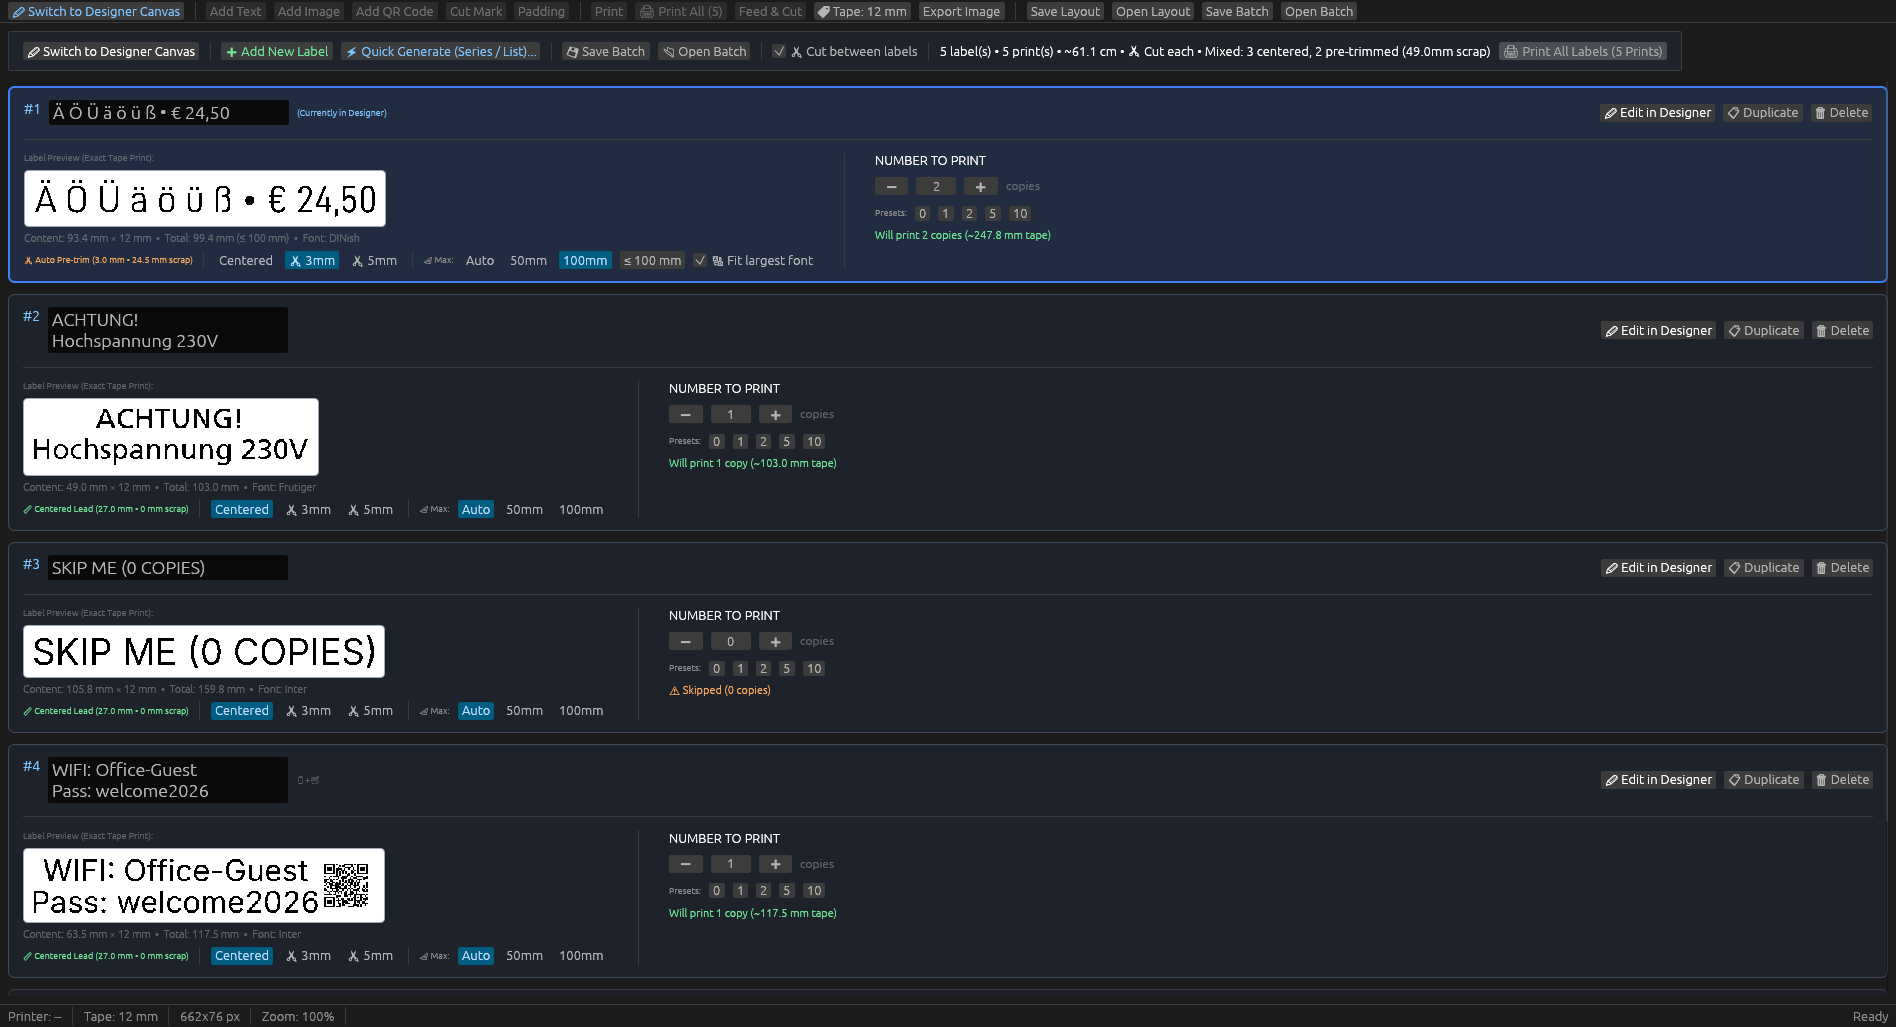 Switch to Designer Canvas Add Text Add Image Add QR Code Cut Mark Padding Print Print All (5) Feed & Cut Tape: 12 mm Export Image Save Layout Open Layout Save Batch Open Batch
Switch to Designer Canvas + Add New Label Quick Generate (Series / List)... Save Batch Open Batch Cut between labels 5 label(s) • 5 print(s) • ~61.1 cm • Cut each • Mixed: 3 centered, 2 pre-trimmed (49.0mm scrap) Print All Labels (5 Prints)
#1 Ä Ö Ü ä ö ü ß • € 24,50 (Currently in Designer) Edit in Designer Duplicate Delete
Label Preview (Exact Tape Print):
Ä Ö Ü ä ö ü ß • € 24,50
Content: 93.4 mm × 12 mm • Total: 99.4 mm (≤ 100 mm) • Font: DINish
Auto Pre-trim (3.0 mm • 24.5 mm scrap) Centered 3mm 5mm Max: Auto 50mm 100mm ≤ 100 mm Fit largest font
NUMBER TO PRINT
− 2 + copies
Presets: 0 1 2 5 10
Will print 2 copies (~247.8 mm tape)
#2 ACHTUNG!
Hochspannung 230V
Edit in Designer Duplicate Delete
Label Preview (Exact Tape Print):
ACHTUNG!
Hochspannung 230V
Content: 49.0 mm × 12 mm • Total: 103.0 mm • Font: Frutiger
Centered Lead (27.0 mm • 0 mm scrap) Centered 3mm 5mm Max: Auto 50mm 100mm
NUMBER TO PRINT
− 1 + copies
Presets: 0 1 2 5 10
Will print 1 copy (~103.0 mm tape)
#3 SKIP ME (0 COPIES) Edit in Designer Duplicate Delete
Label Preview (Exact Tape Print):
SKIP ME (0 COPIES)
Content: 105.8 mm × 12 mm • Total: 159.8 mm • Font: Inter
Centered Lead (27.0 mm • 0 mm scrap) Centered 3mm 5mm Max: Auto 50mm 100mm
NUMBER TO PRINT
− 0 + copies
Presets: 0 1 2 5 10
⚠ Skipped (0 copies)
#4 WIFI: Office-Guest
Pass: welcome2026
Edit in Designer Duplicate Delete
Label Preview (Exact Tape Print):
WIFI: Office-Guest
Pass: welcome2026
Content: 63.5 mm × 12 mm • Total: 117.5 mm • Font: Inter
Centered Lead (27.0 mm • 0 mm scrap) Centered 3mm 5mm Max: Auto 50mm 100mm
NUMBER TO PRINT
− 1 + copies
Presets: 0 1 2 5 10
Will print 1 copy (~117.5 mm tape)
Printer: – Tape: 12 mm 662x76 px Zoom: 100% Ready